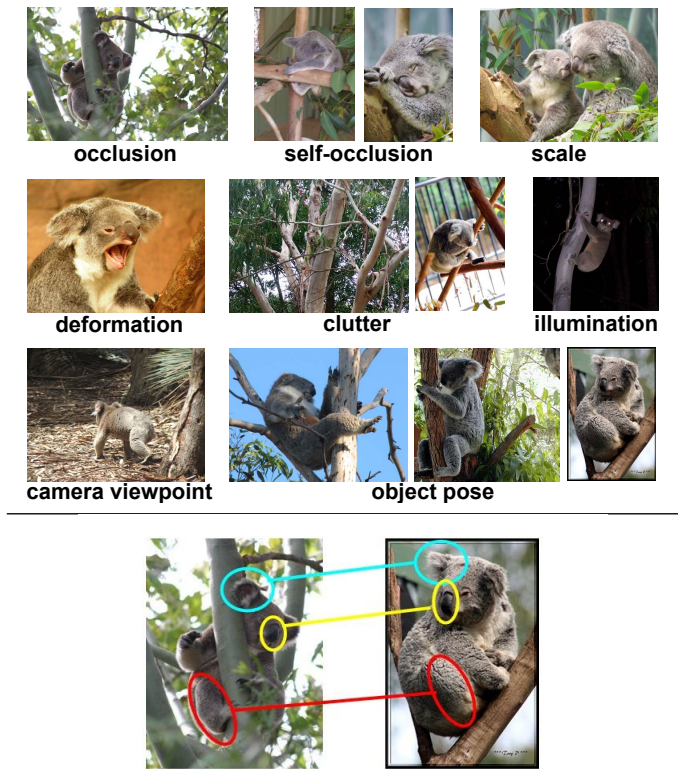 occlusion
self-occlusion
scale
deformation
clutter
illumination
camera viewpoint
object pose